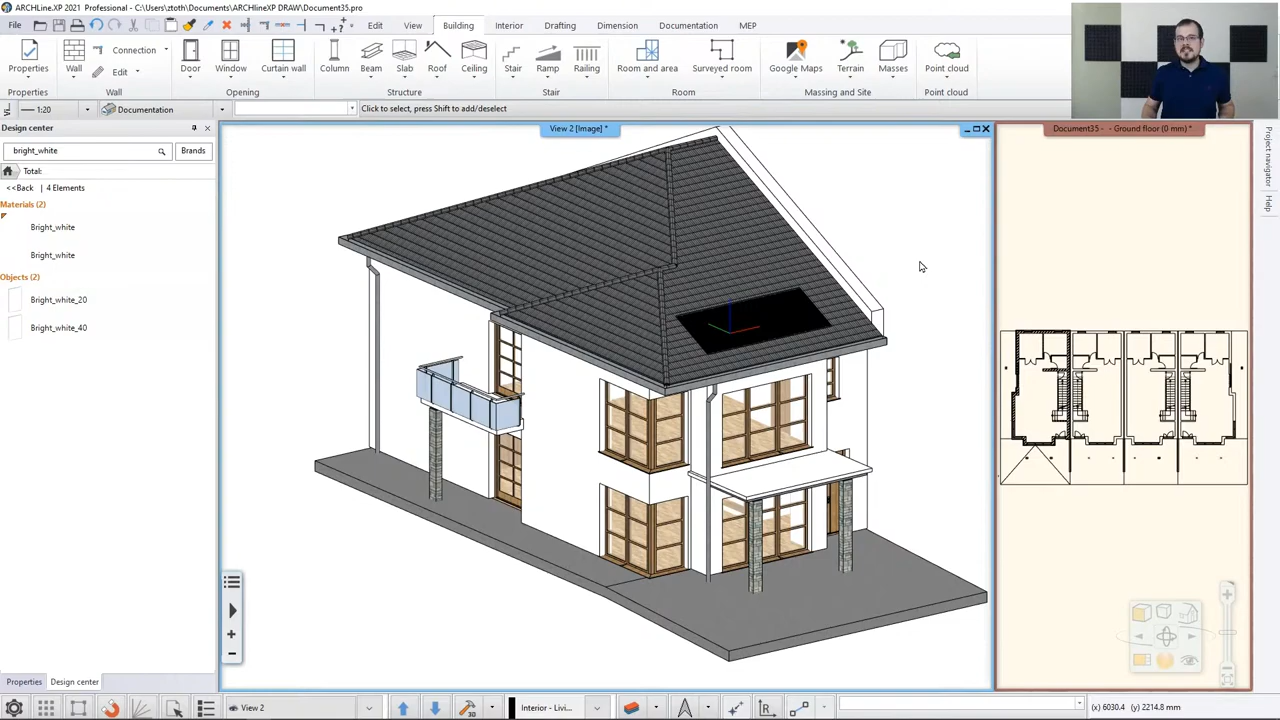 ARCHLine.XP 2021 - C:\Users\ztoth\Documents\ARCHlineXP DRAW\Document35.pro
File Edit View Building Interior Drafting Dimension Documentation MEP
Connection
Properties Wall Edit Door Window Curtain wall Column Beam Slab Roof Ceiling Stair Ramp Railing Room and area Surveyed room Google Maps Terrain Masses Point cloud
Properties Wall Opening Structure Stair Room Massing and Site Point cloud
1:20 Documentation Click to select, press Shift to add/deselect
Design center
View 2 [Image] *
Document35 - - Ground floor (0 mm) *
bright_white Brands
Total:
<<Back | 4 Elements
Materials (2)
Bright_white
Bright_white
Objects (2)
Bright_white_20
Bright_white_40
Project navigator
Help
Properties Design center
View 2 Interior - Livi... (x) 6030.4 (y) 2214.8 mm